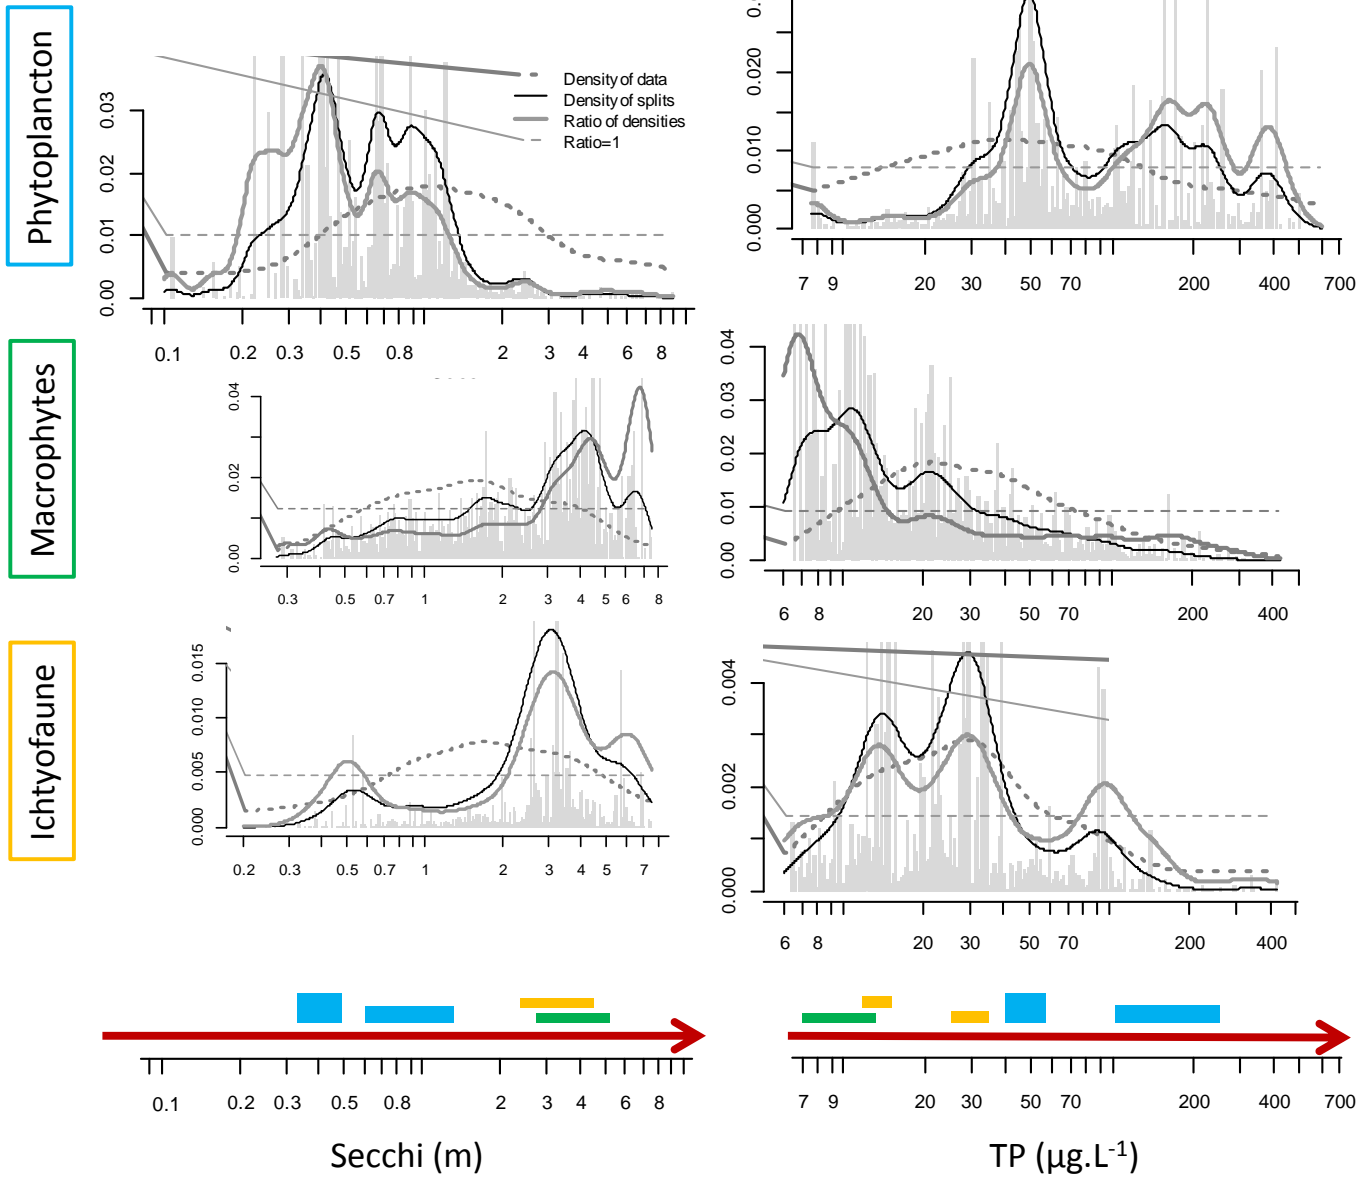 Phytoplancton
0.03
0.02
0.01
0.00
Density of data
Density of splits
Ratio of densities
Ratio=1
0.1 0.2 0.3 0.5 0.8 2 3 4 6 8
0.020
0.010
0.000
7 9 20 30 50 70 200 400 700
Macrophytes
0.04
0.02
0.00
0.3 0.5 0.7 1 2 3 4 5 6 8
0.04
0.03
0.02
0.01
0.00
6 8 20 30 50 70 200 400
Ichtyofaune
0.015
0.010
0.005
0.000
0.2 0.3 0.5 0.7 1 2 3 4 5 7
0.004
0.002
0.000
6 8 20 30 50 70 200 400
0.1 0.2 0.3 0.5 0.8 2 3 4 6 8
Secchi (m)
7 9 20 30 50 70 200 400 700
TP (µg.L⁻¹)